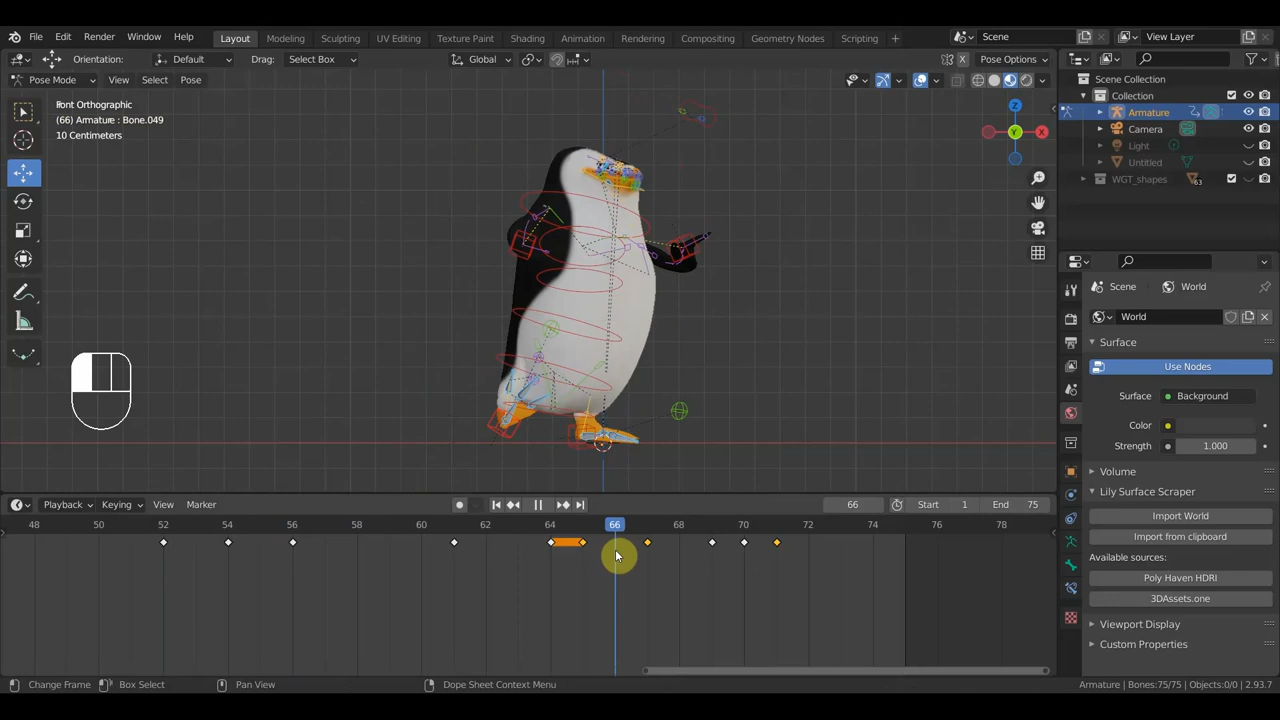 File Edit Render Window Help Layout Modeling Sculpting UV Editing Texture Paint Shading Animation Rendering Compositing Geometry Nodes Scripting + Scene View Layer
Orientation: Default Drag: Select Box Global Pose Options
Pose Mode View Select Pose
Scene Collection
Collection
Armature
Camera
Light
Untitled
WGT_shapes 63
Front Orthographic
(66) Armature : Bone.049
10 Centimeters
Z
Y
X
Scene World
World
Surface
Use Nodes
Surface Background
Color
Strength 1.000
Volume
Lily Surface Scraper
Import World
Import from clipboard
Available sources:
Poly Haven HDRI
3DAssets.one
Viewport Display
Custom Properties
Playback Keying View Marker 66 Start 1 End 75
48 50 52 54 56 58 60 62 64 66 68 70 72 74 76 78
Change Frame Box Select Pan View Dope Sheet Context Menu Armature | Bones:75/75 | Objects:0/0 | 2.93.7